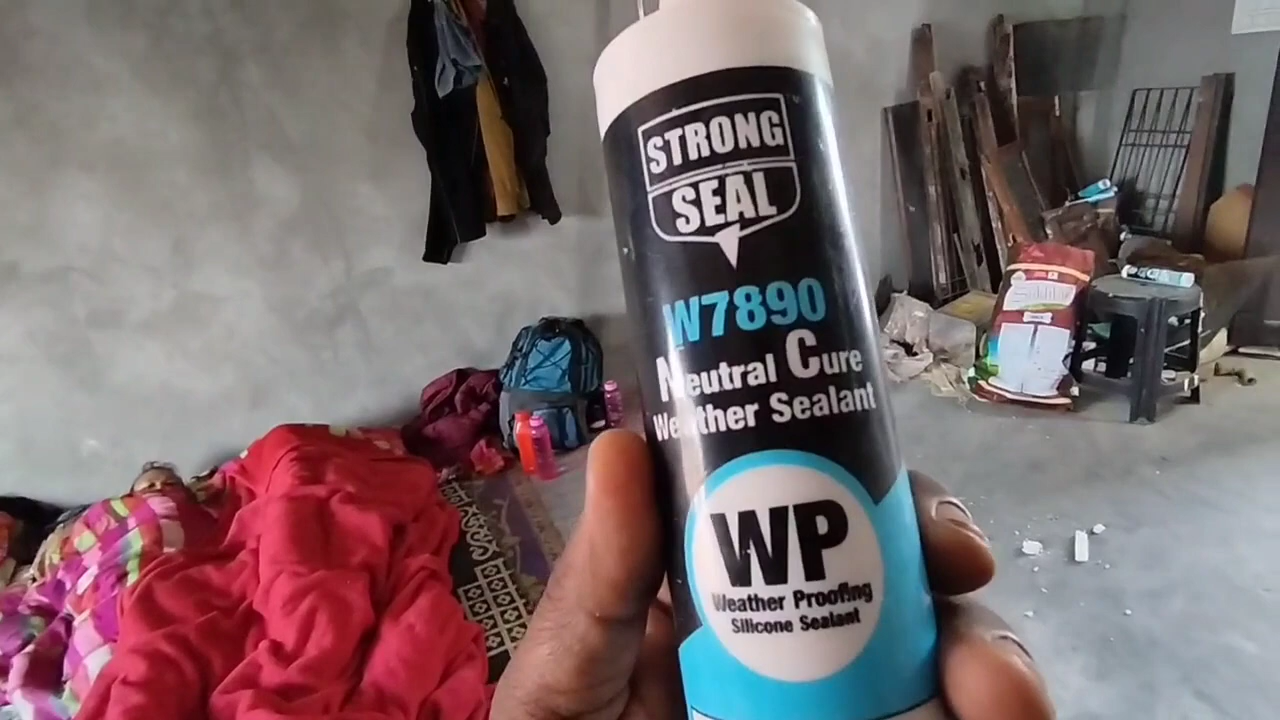 STRONG
SEAL
W7890
Neutral Cure
Weather Sealant
WP
Weather Proofing
Silicone Sealant